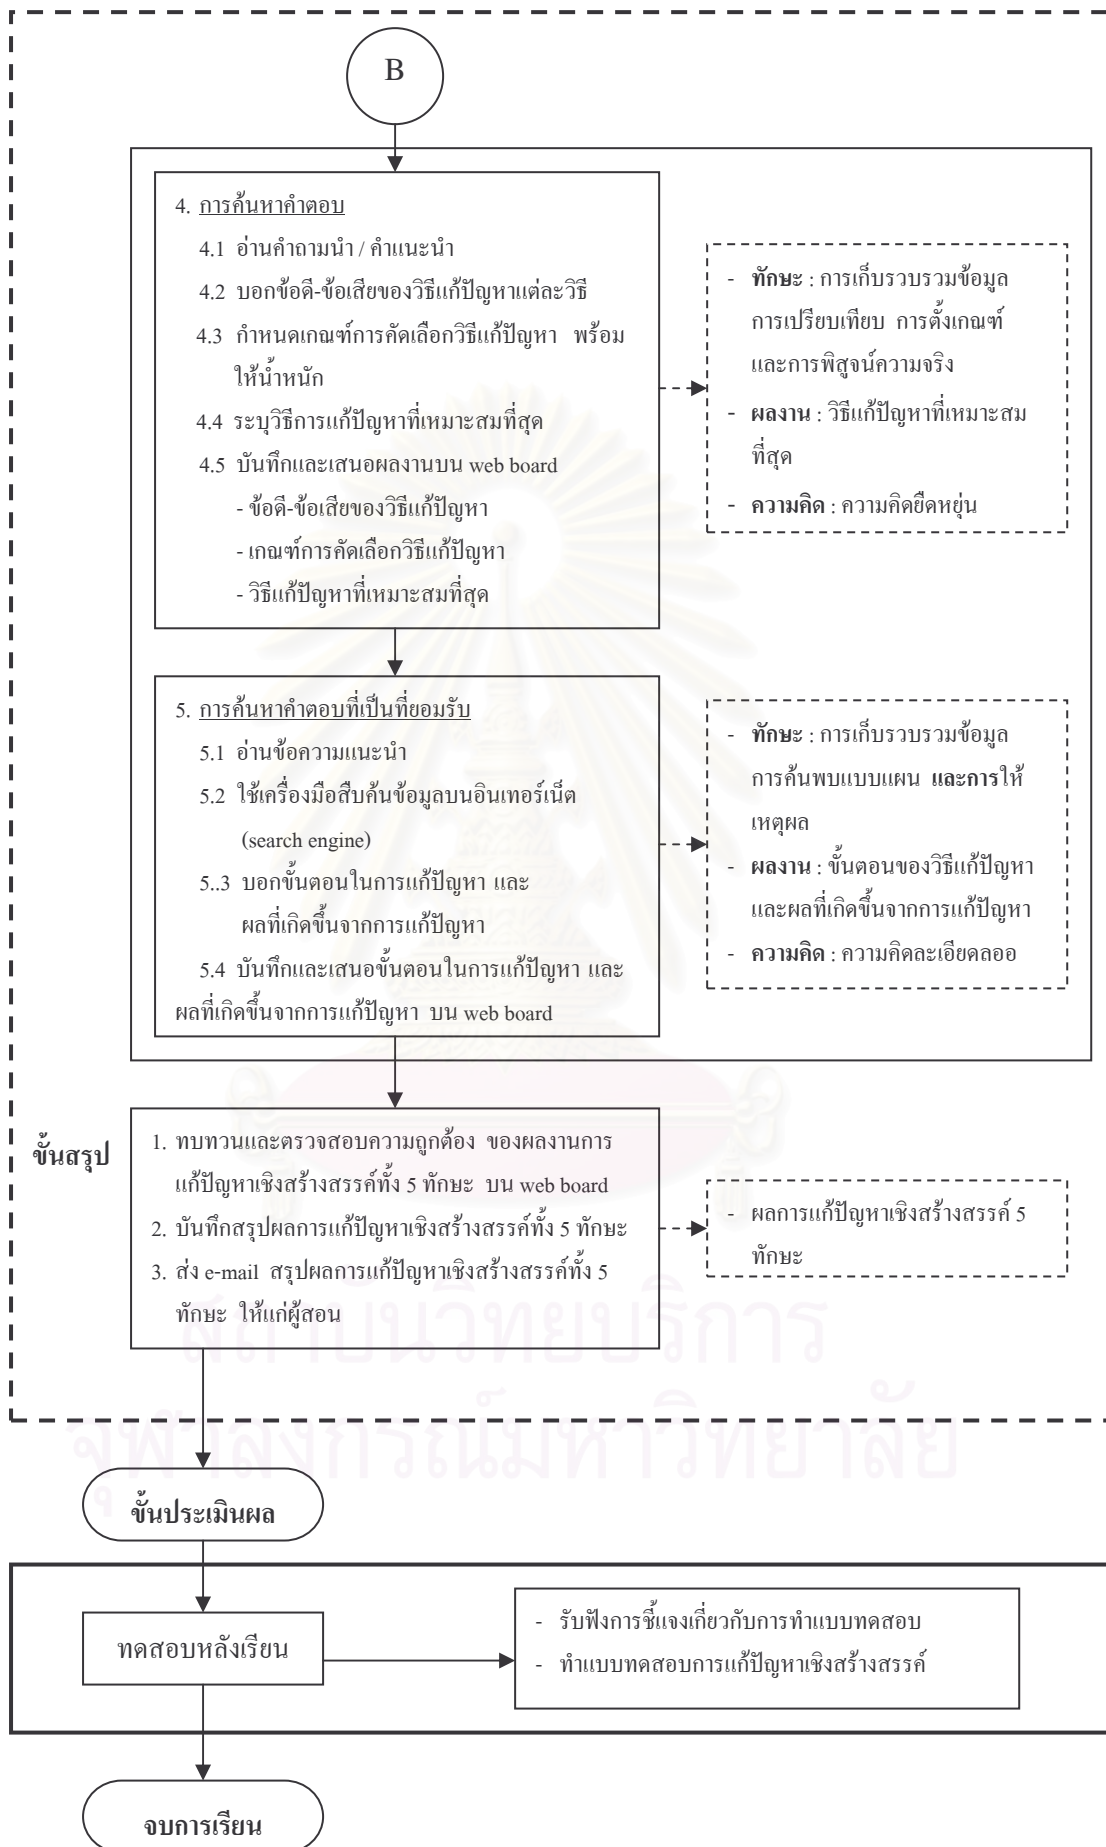 B
4. การค้นหาคำตอบ
4.1 อ่านคำถามนำ / คำแนะนำ
4.2 บอกข้อดี-ข้อเสียของวิธีแก้ปัญหาแต่ละวิธี
4.3 กำหนดเกณฑ์การคัดเลือกวิธีแก้ปัญหา พร้อม
ให้น้ำหนัก
4.4 ระบุวิธีการแก้ปัญหาที่เหมาะสมที่สุด
4.5 บันทึกและเสนอผลงานบน web board
- ข้อดี-ข้อเสียของวิธีแก้ปัญหา
- เกณฑ์การคัดเลือกวิธีแก้ปัญหา
- วิธีแก้ปัญหาที่เหมาะสมที่สุด
- ทักษะ : การเก็บรวบรวมข้อมูล
การเปรียบเทียบ การตั้งเกณฑ์
และการพิสูจน์ความจริง
- ผลงาน : วิธีแก้ปัญหาที่เหมาะสม
ที่สุด
- ความคิด : ความคิดยืดหยุ่น
5. การค้นหาคำตอบที่เป็นที่ยอมรับ
5.1 อ่านข้อความแนะนำ
5.2 ใช้เครื่องมือสืบค้นข้อมูลบนอินเทอร์เน็ต
(search engine)
5..3 บอกขั้นตอนในการแก้ปัญหา และ
ผลที่เกิดขึ้นจากการแก้ปัญหา
5.4 บันทึกและเสนอขั้นตอนในการแก้ปัญหา และ
ผลที่เกิดขึ้นจากการแก้ปัญหา บน web board
- ทักษะ : การเก็บรวบรวมข้อมูล
การค้นพบแบบแผน และการให้
เหตุผล
- ผลงาน : ขั้นตอนของวิธีแก้ปัญหา
และผลที่เกิดขึ้นจากการแก้ปัญหา
- ความคิด : ความคิดละเอียดลออ
ขั้นสรุป
1. ทบทวนและตรวจสอบความถูกต้อง ของผลงานการ
แก้ปัญหาเชิงสร้างสรรค์ทั้ง 5 ทักษะ บน web board
2. บันทึกสรุปผลการแก้ปัญหาเชิงสร้างสรรค์ทั้ง 5 ทักษะ
3. ส่ง e-mail สรุปผลการแก้ปัญหาเชิงสร้างสรรค์ทั้ง 5
ทักษะ ให้แก่ผู้สอน
- ผลการแก้ปัญหาเชิงสร้างสรรค์ 5
ทักษะ
สถาบันวิทยบริการ
จุฬาลงกรณ์มหาวิทยาลัย
ขั้นประเมินผล
ทดสอบหลังเรียน
- รับฟังการชี้แจงเกี่ยวกับการทำแบบทดสอบ
- ทำแบบทดสอบการแก้ปัญหาเชิงสร้างสรรค์
จบการเรียน